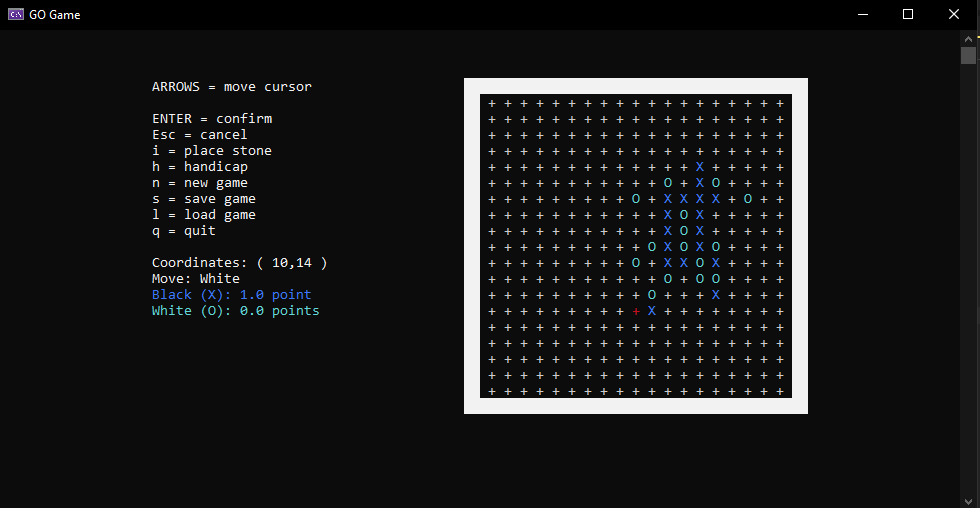 C:\ GO Game
ARROWS = move cursor
ENTER = confirm
Esc = cancel
i = place stone
h = handicap
n = new game
s = save game
l = load game
q = quit
Coordinates: ( 10,14 )
Move: White
Black (X): 1.0 point
White (O): 0.0 points
+ + + + + + + + + + + + + + + + + + +
+ + + + + + + + + + + + + + + + + + +
+ + + + + + + + + + + + + + + + + + +
+ + + + + + + + + + + + + + + + + + +
+ + + + + + + + + + + + + X + + + + +
+ + + + + + + + + + + O + X O + + + +
+ + + + + + + + + O + X X X X + O + +
+ + + + + + + + + + + X O X + + + + +
+ + + + + + + + + + + X O X + + + + +
+ + + + + + + + + + O X O X O + + + +
+ + + + + + + + + O + X X O X + + + +
+ + + + + + + + + + + O + O O + + + +
+ + + + + + + + + + O + + + X + + + +
+ + + + + + + + + + X + + + + + + + +
+ + + + + + + + + + + + + + + + + + +
+ + + + + + + + + + + + + + + + + + +
+ + + + + + + + + + + + + + + + + + +
+ + + + + + + + + + + + + + + + + + +
+ + + + + + + + + + + + + + + + + + +